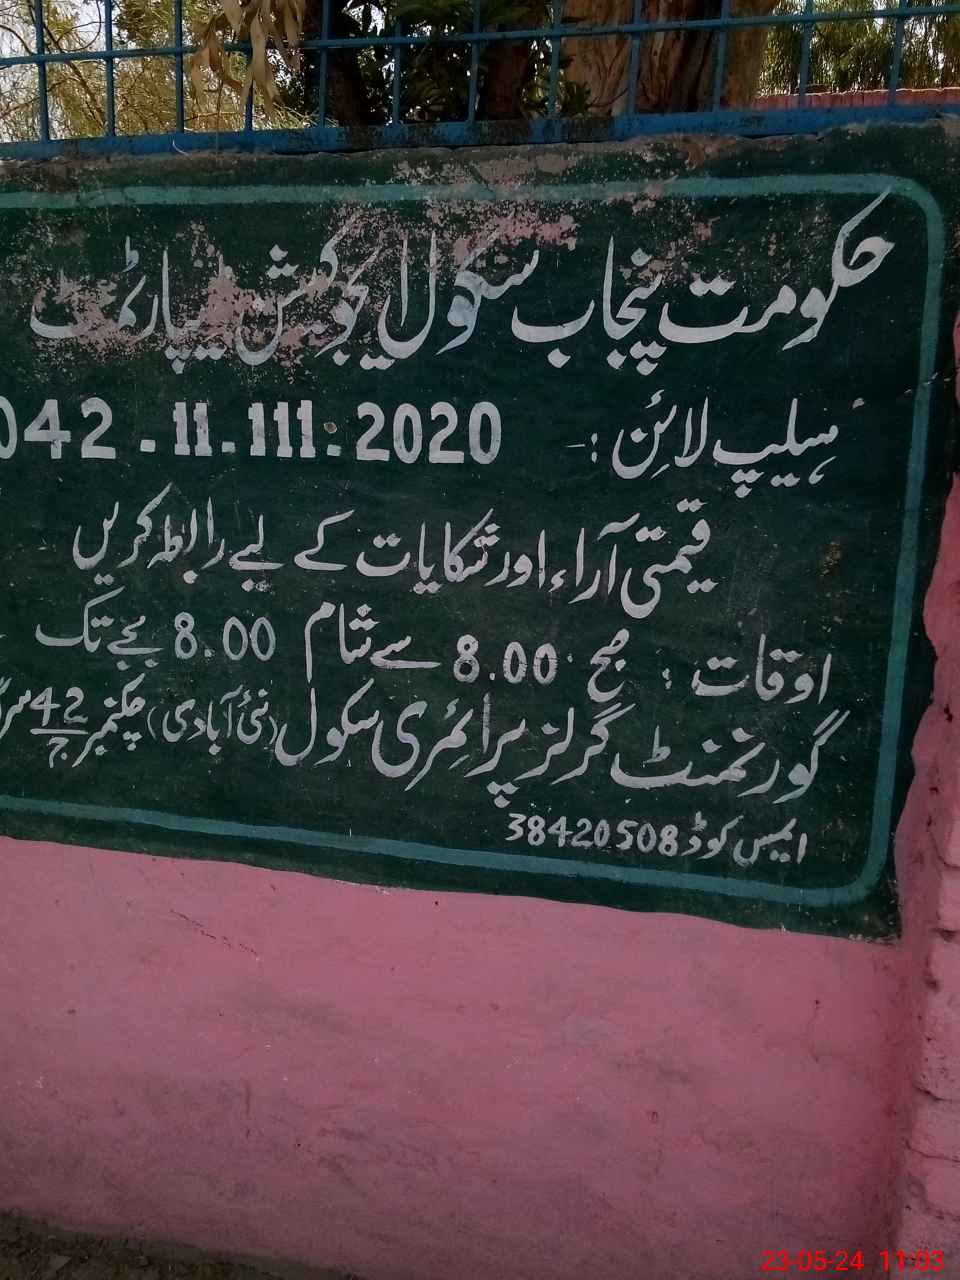 حکومت پنجاب سکول ایجوکیشن ڈیپارٹمنٹ
ہیلپ لائن :- 042.11.111.2020
قیمتی آراء اور شکایات کے لیے رابطہ کریں
اوقات : صبح 8.00 سے شام 8.00 بجے تک
گورنمنٹ گرلز پرائمری سکول (نئی آبادی) چکنمبر 42 ج
ایمیس کوڈ 38420508
23-05-24 11:03